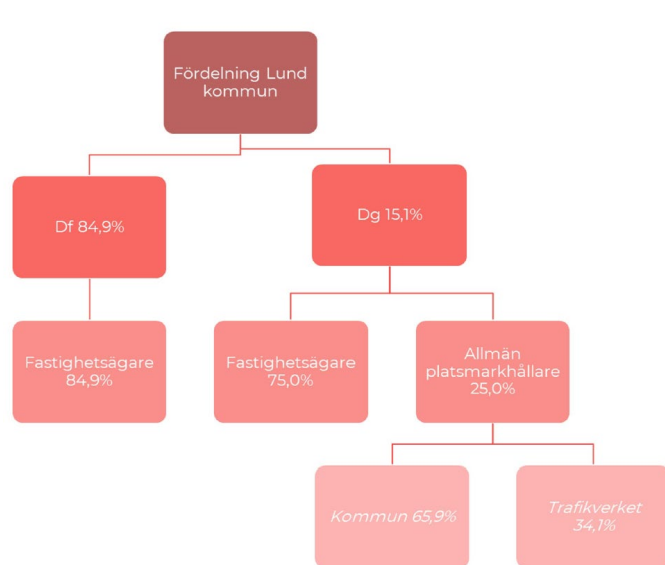 Fördelning Lund
kommun
Df 84,9%
Dg 15,1%
Fastighetsägare
84,9%
Fastighetsägare
75,0%
Allmän
platsmarkhållare
25,0%
Kommun 65,9%
Trafikverket
34,1%